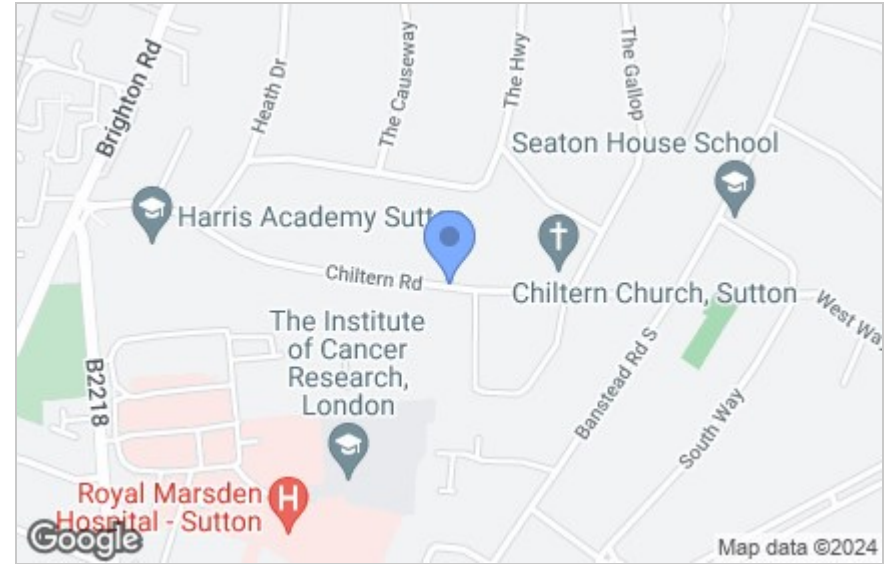 Brighton Rd
Heath Dr
The Causeway
The Hwy
The Gallop
Seaton House School
Harris Academy Sutt
Chiltern Rd
Chiltern Church, Sutton
West Way
The Institute
of Cancer
Research,
London
B2218
Banstead Rd S
South Way
Royal Marsden
Hospital - Sutton
Google
Map data ©2024